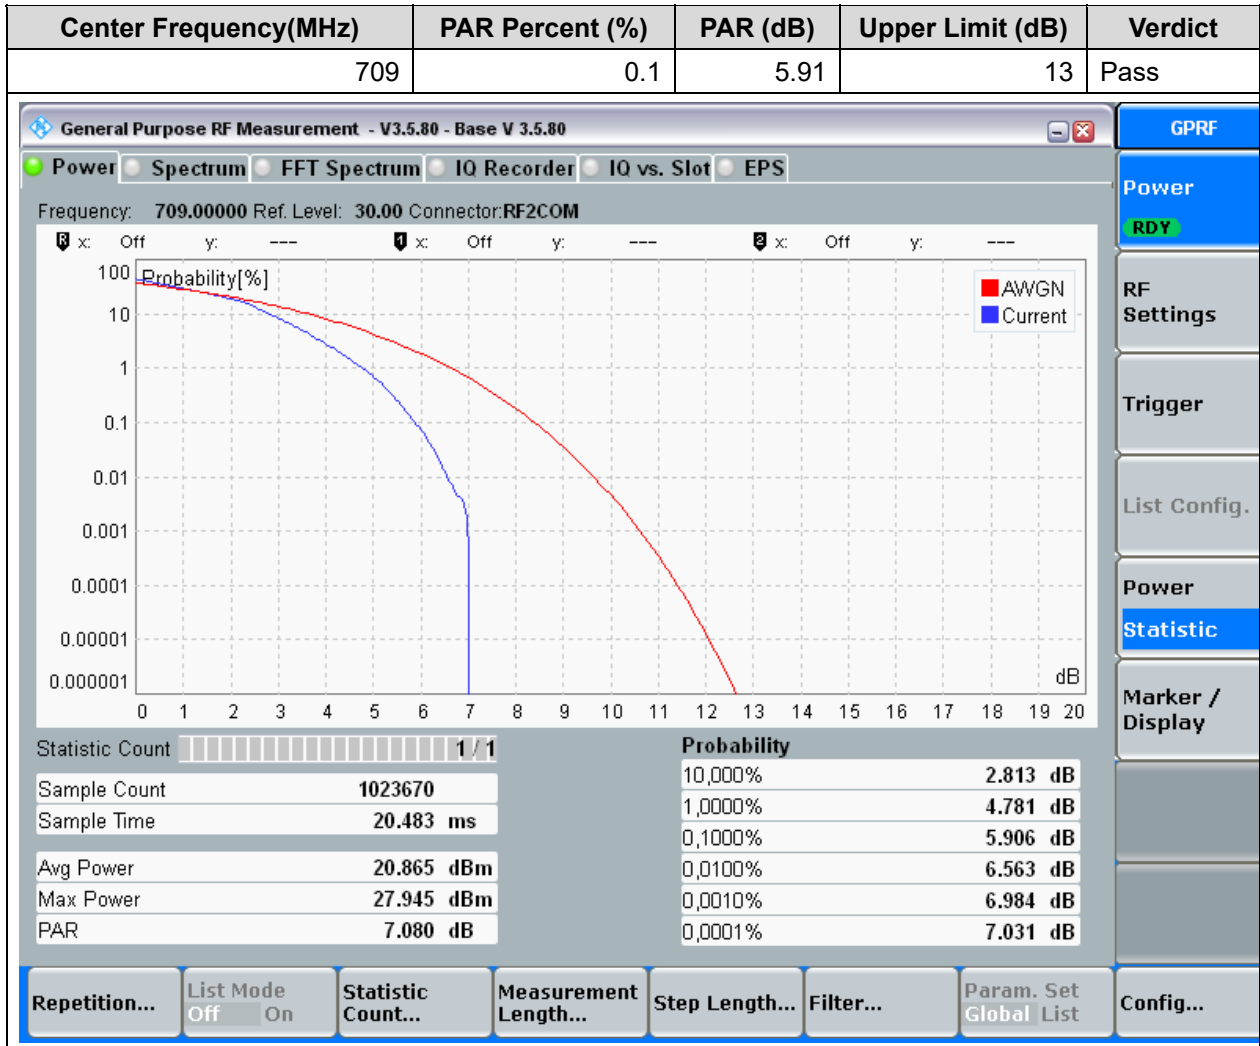 Center Frequency(MHz) PAR Percent (%) PAR (dB) Upper Limit (dB) Verdict
709 0.1 5.91 13 Pass
General Purpose RF Measurement - V3.5.80 - Base V 3.5.80
GPRF
Power Spectrum FFT Spectrum IQ Recorder IQ vs. Slot EPS
Frequency: 709.00000 Ref. Level: 30.00 Connector:RF2COM
R x: Off y: --- 1 x: Off y: --- 2 x: Off y: ---
Probability[%]
AWGN
Current
100
10
1
0.1
0.01
0.001
0.0001
0.00001
0.000001
dB
0 1 2 3 4 5 6 7 8 9 10 11 12 13 14 15 16 17 18 19 20
Statistic Count 1 / 1
Sample Count 1023670
Sample Time 20.483 ms
Avg Power 20.865 dBm
Max Power 27.945 dBm
PAR 7.080 dB
Probability
10,000% 2.813 dB
1,0000% 4.781 dB
0,1000% 5.906 dB
0,0100% 6.563 dB
0,0010% 6.984 dB
0,0001% 7.031 dB
Power
RDY
RF
Settings
Trigger
List Config.
Power
Statistic
Marker /
Display
Repetition...
List Mode
Off On
Statistic
Count...
Measurement
Length...
Step Length...
Filter...
Param. Set
Global List
Config...